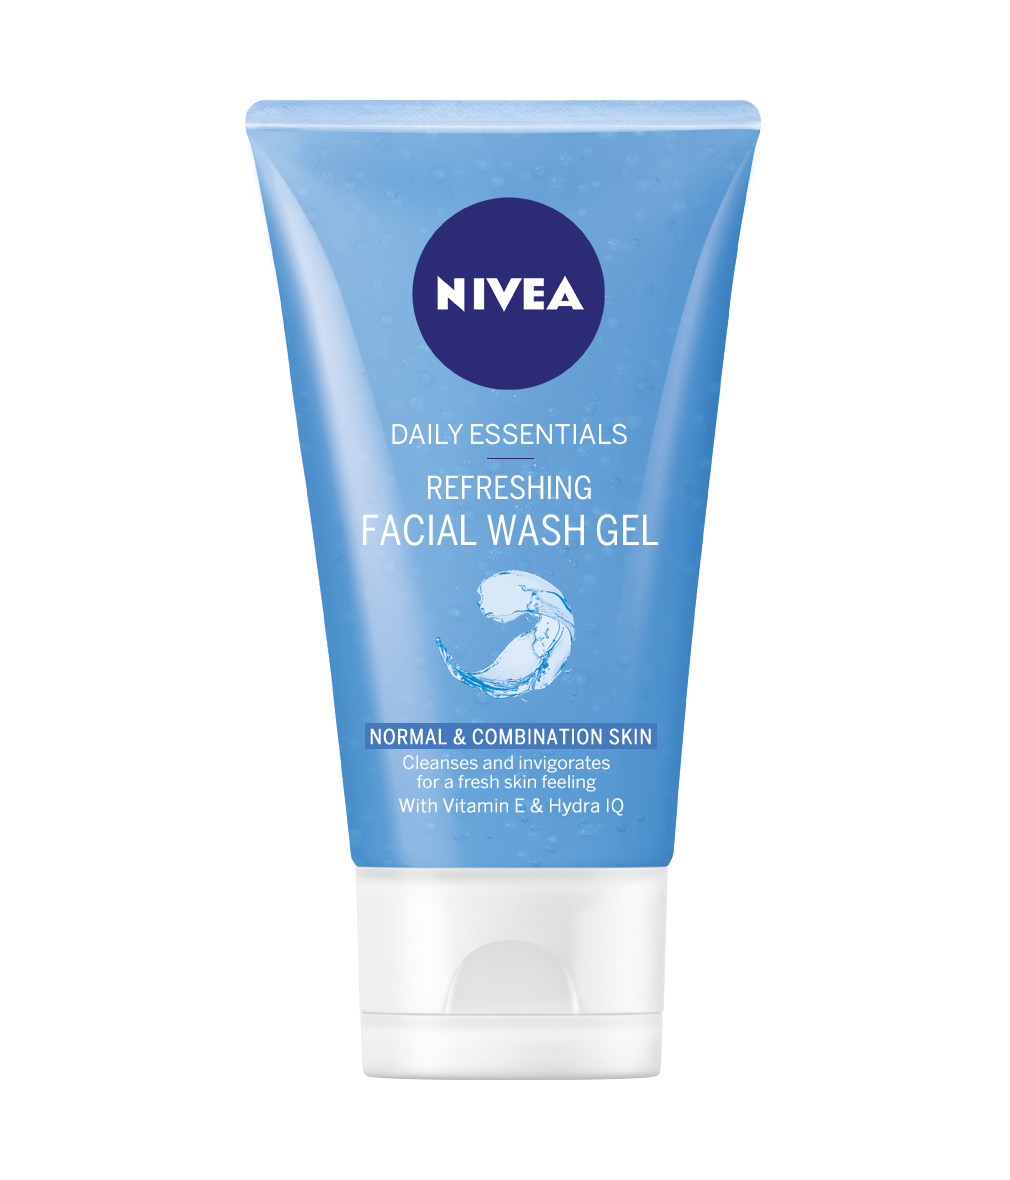 NIVEA
DAILY ESSENTIALS
REFRESHING
FACIAL WASH GEL
NORMAL & COMBINATION SKIN
Cleanses and invigorates
for a fresh skin feeling
With Vitamin E & Hydra IQ